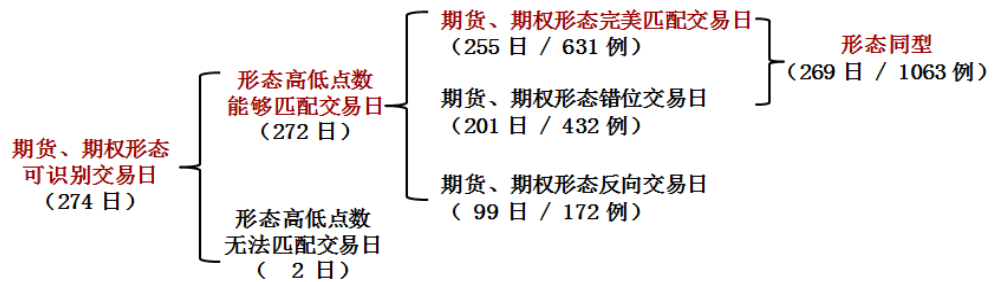 期货、期权形态
可识别交易日
（274 日）
形态高低点数
能够匹配交易日
（272 日）
形态高低点数
无法匹配交易日
（ 2 日）
期货、期权形态完美匹配交易日
（255 日 / 631 例）
期货、期权形态错位交易日
（201 日 / 432 例）
期货、期权形态反向交易日
（ 99 日 / 172 例）
形态同型
（269 日 / 1063 例）